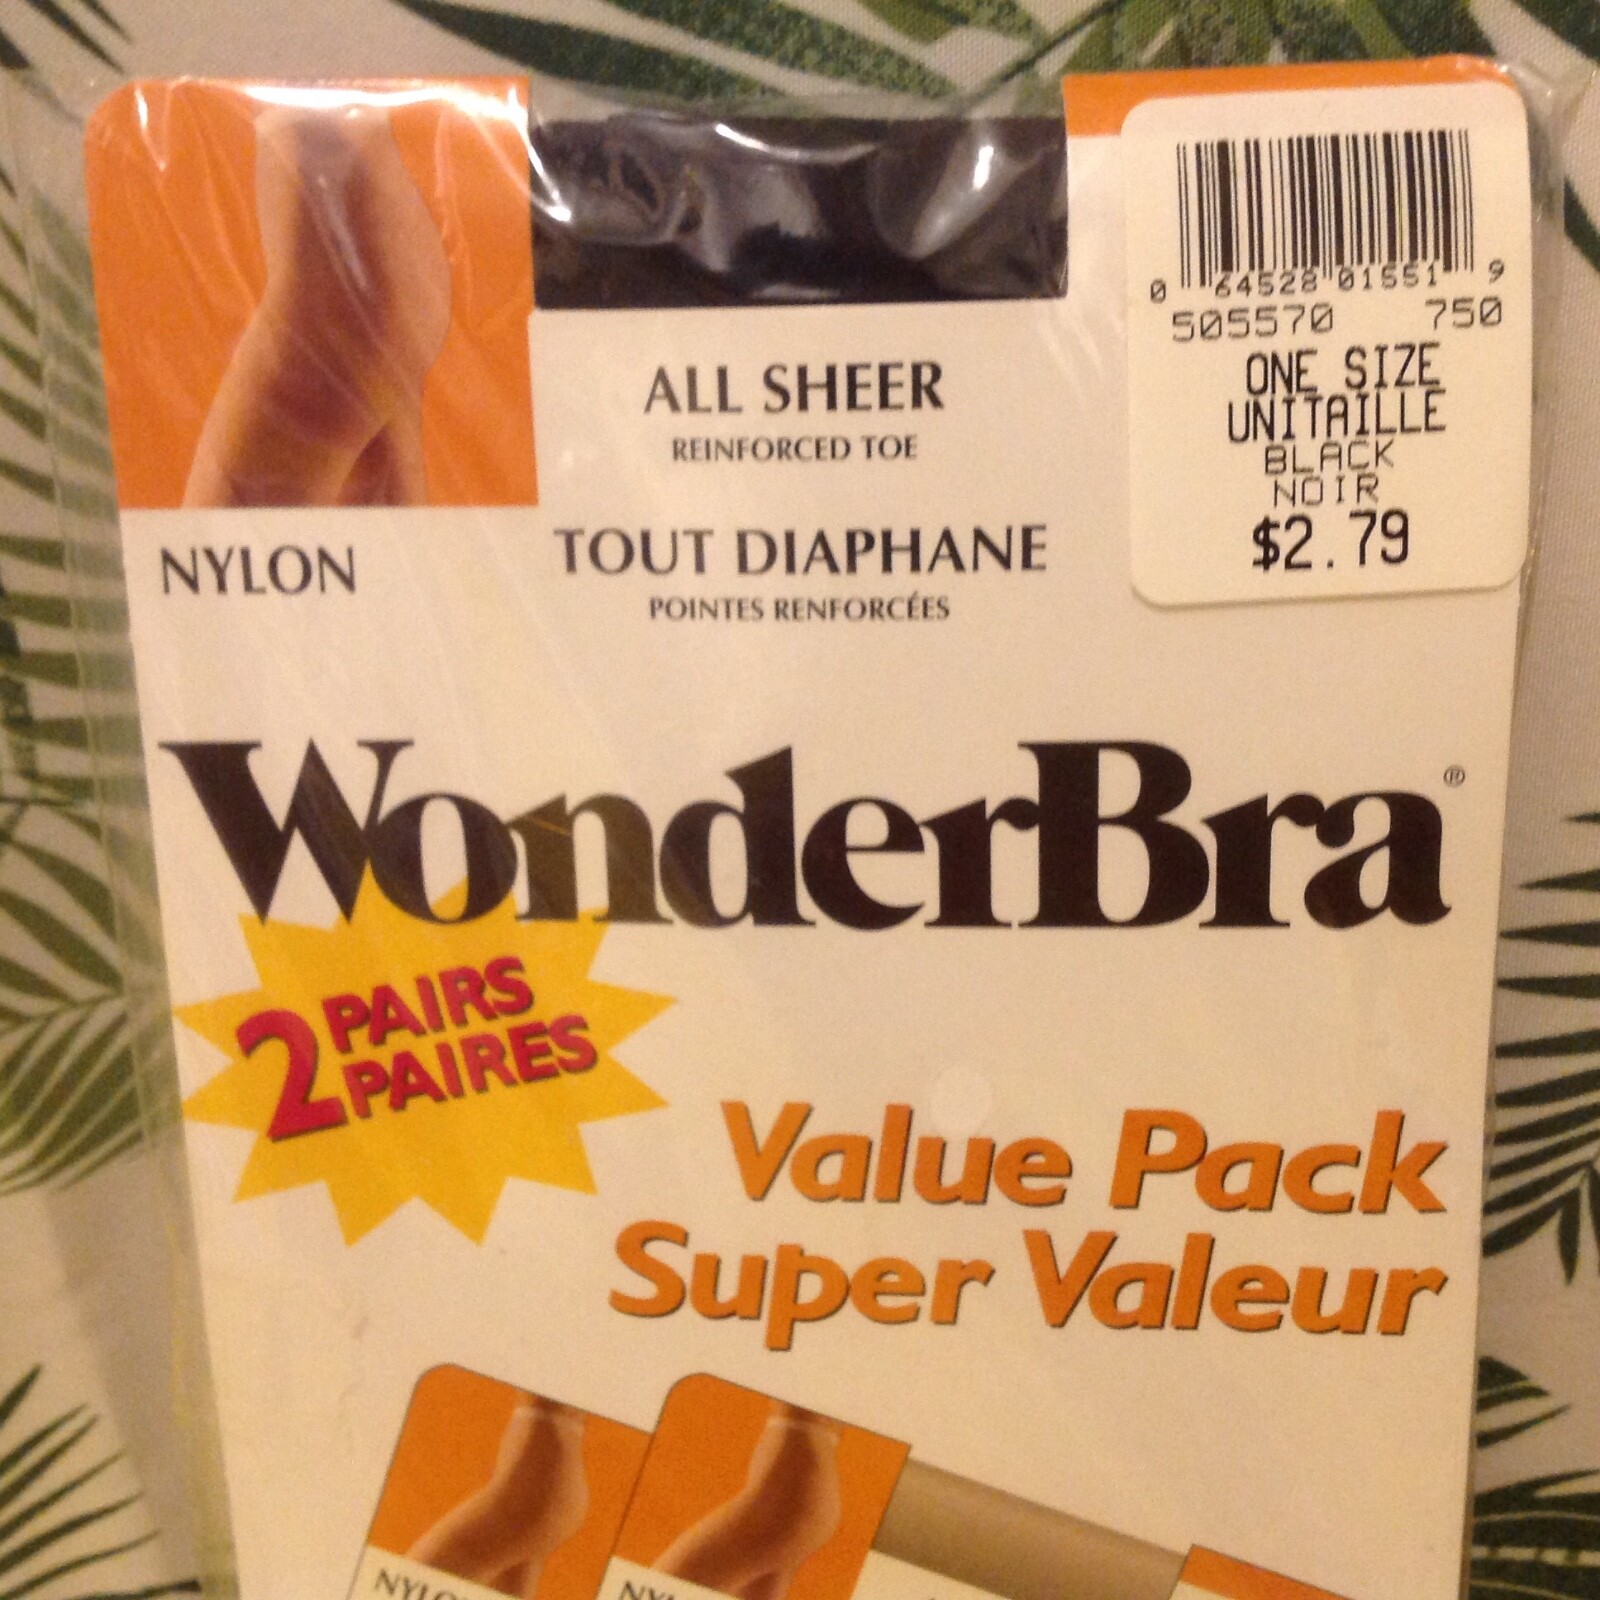 ALL SHEER
REINFORCED TOE
TOUT DIAPHANE
POINTES RENFORCÉES
NYLON
0 64528 01551 9
505570 750
ONE SIZE
UNITAILLE
BLACK
NOIR
$2.79
WonderBra®
2 PAIRS
PAIRES
Value Pack
Super Valeur